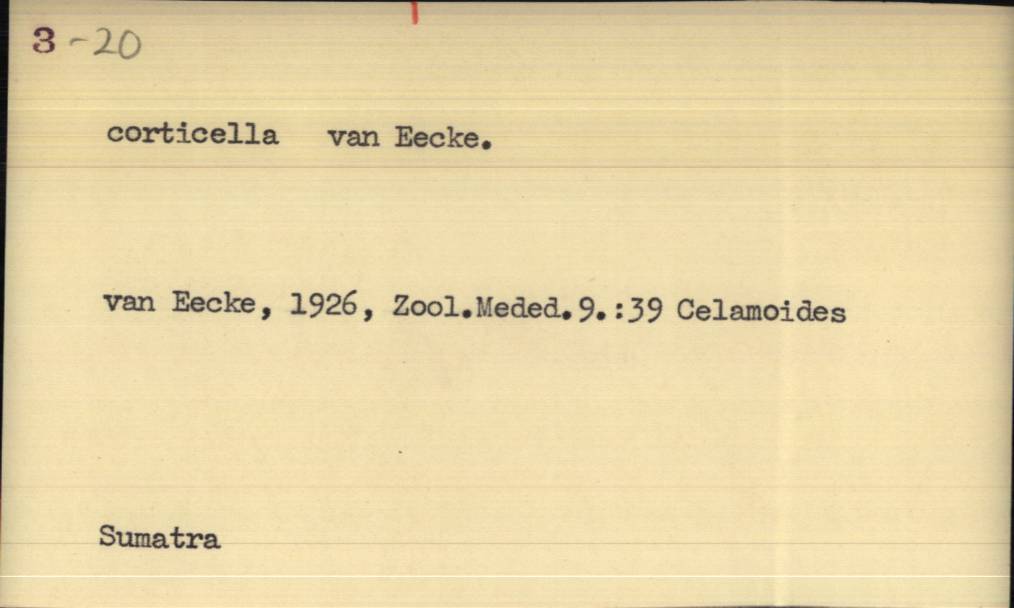 3-20
corticella van Eecke.
van Eecke, 1926, Zool.Meded.9.:39 Celamoides
Sumatra